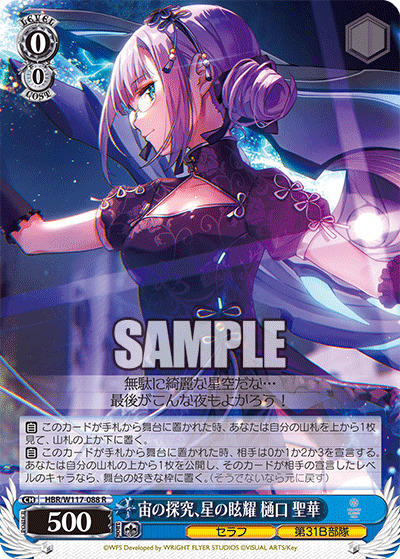 LEVEL
0
0
COST
SAMPLE
無駄に綺麗な星空だな…
最後がこんな夜もよかろう！
自 このカードが手札から舞台に置かれた時、あなたは自分の山札を上から1枚見て、山札の上か下に置く。
自 このカードが手札から舞台に置かれた時、相手は0か1か2か3を宣言する。
あなたは自分の山札の上から1枚を公開し、そのカードが相手の宣言したレベルのキャラなら、舞台の好きな枠に置く。（そうでないなら元に戻す）
CH HBR/W117-088 R
500
宙の探究、星の眩耀 樋口 聖華
セラフ
第31B部隊
©WFS Developed by WRIGHT FLYER STUDIOS ©VISUAL ARTS/Key